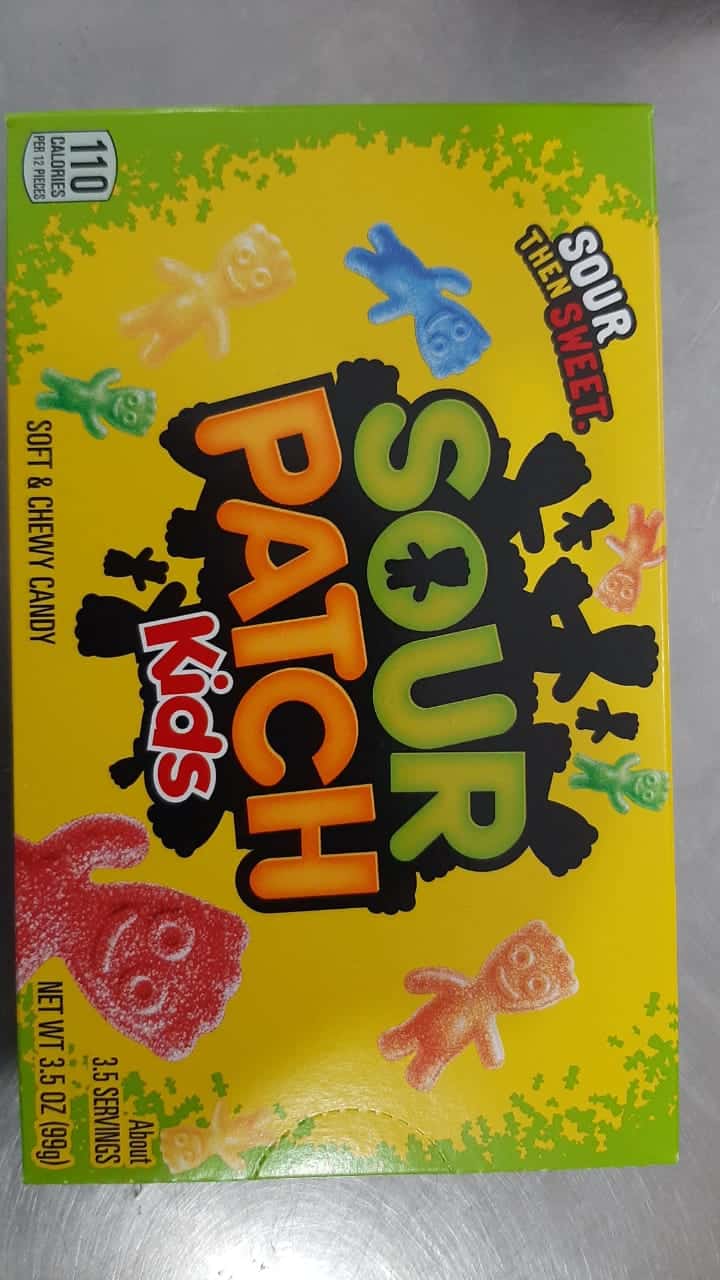 SOUR
THEN SWEET.
SOUR
PATCH
Kids
110
CALORIES
PER 12 PIECES
SOFT & CHEWY CANDY
About
3.5 SERVINGS
NET WT 3.5 OZ (99g)